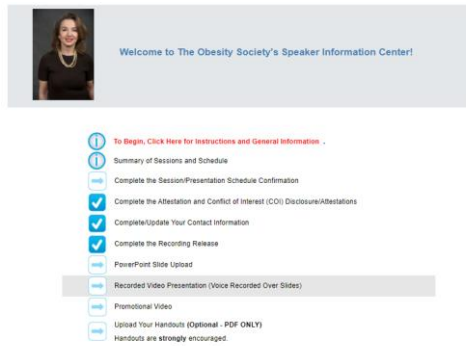 Welcome to The Obesity Society's Speaker Information Center!
To Begin, Click Here for Instructions and General Information .
Summary of Sessions and Schedule
Complete the Session/Presentation Schedule Confirmation
Complete the Attestation and Conflict of Interest (COI) Disclosure/Attestations
Complete/Update Your Contact Information
Complete the Recording Release
PowerPoint Slide Upload
Recorded Video Presentation (Voice Recorded Over Slides)
Promotional Video
Upload Your Handouts (Optional - PDF ONLY)
Handouts are strongly encouraged.